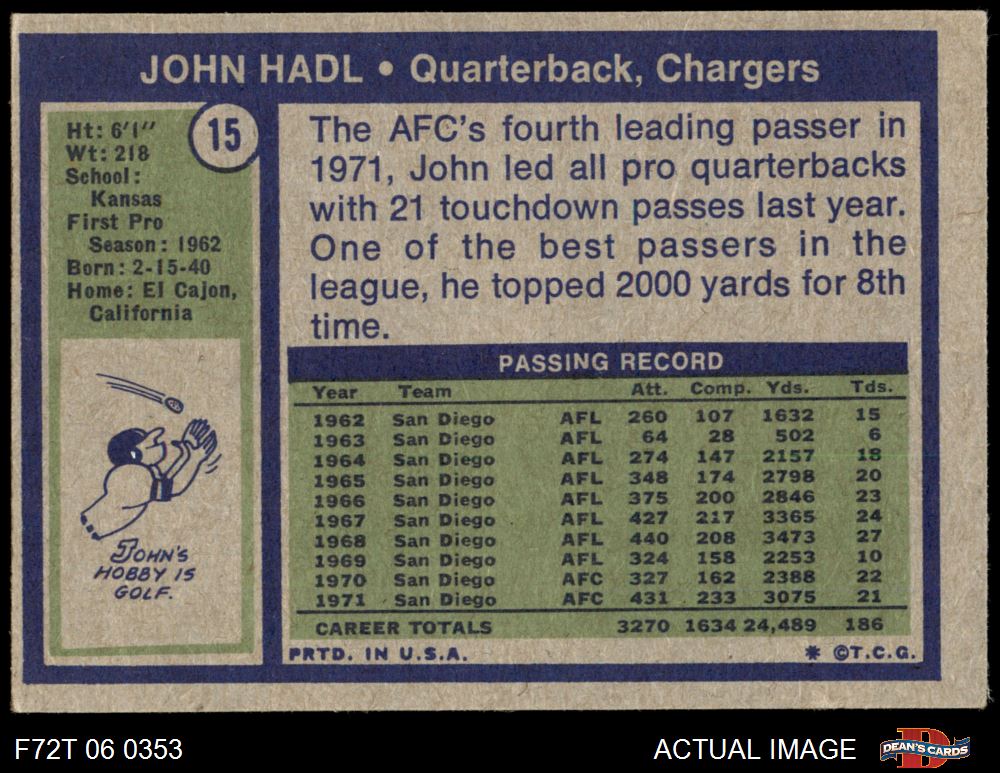 JOHN HADL • Quarterback, Chargers
15
Ht: 6'1"
Wt: 218
School:
Kansas
First Pro
Season: 1962
Born: 2-15-40
Home: El Cajon,
California
JOHN'S
HOBBY IS
GOLF.
The AFC's fourth leading passer in
1971, John led all pro quarterbacks
with 21 touchdown passes last year.
One of the best passers in the
league, he topped 2000 yards for 8th
time.
PASSING RECORD
Year Team Att. Comp. Yds. Tds.
1962 San Diego AFL 260 107 1632 15
1963 San Diego AFL 64 28 502 6
1964 San Diego AFL 274 147 2157 18
1965 San Diego AFL 348 174 2798 20
1966 San Diego AFL 375 200 2846 23
1967 San Diego AFL 427 217 3365 24
1968 San Diego AFL 440 208 3473 27
1969 San Diego AFL 324 158 2253 10
1970 San Diego AFC 327 162 2388 22
1971 San Diego AFC 431 233 3075 21
CAREER TOTALS 3270 1634 24,489 186
PRTD. IN U.S.A. * ©T.C.G.
F72T 06 0353 ACTUAL IMAGE DEAN'S CARDS